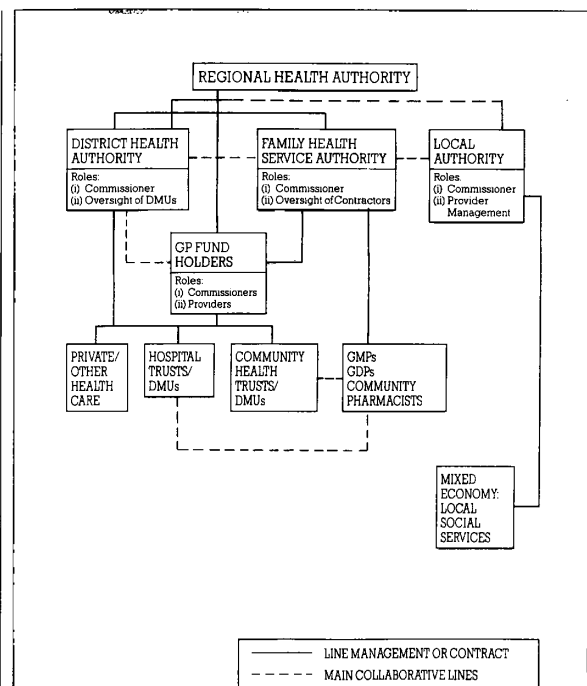 REGIONAL HEALTH AUTHORITY
DISTRICT HEALTH
AUTHORITY
Roles:
(i) Commissioner
(ii) Oversight of DMUs
FAMILY HEALTH
SERVICE AUTHORITY
Roles:
(i) Commissioner
(ii) Oversight of Contractors
LOCAL
AUTHORITY
Roles.
(i) Commissioner
(ii) Provider
Management
GP FUND
HOLDERS
Roles:
(i) Commissioners
(ii) Providers
PRIVATE/
OTHER
HEALTH
CARE
HOSPITAL
TRUSTS/
DMUs
COMMUNITY
HEALTH
TRUSTS/
DMUs
GMPs
GDPs
COMMUNITY
PHARMACISTS
MIXED
ECONOMY:
LOCAL
SOCIAL
SERVICES
LINE MANAGEMENT OR CONTRACT
MAIN COLLABORATIVE LINES